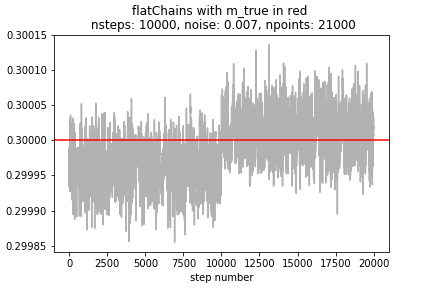 flatChains with m_true in red
nsteps: 10000, noise: 0.007, npoints: 21000
0.30015
0.30010
0.30005
0.30000
0.29995
0.29990
0.29985
0 2500 5000 7500 10000 12500 15000 17500 20000
step number